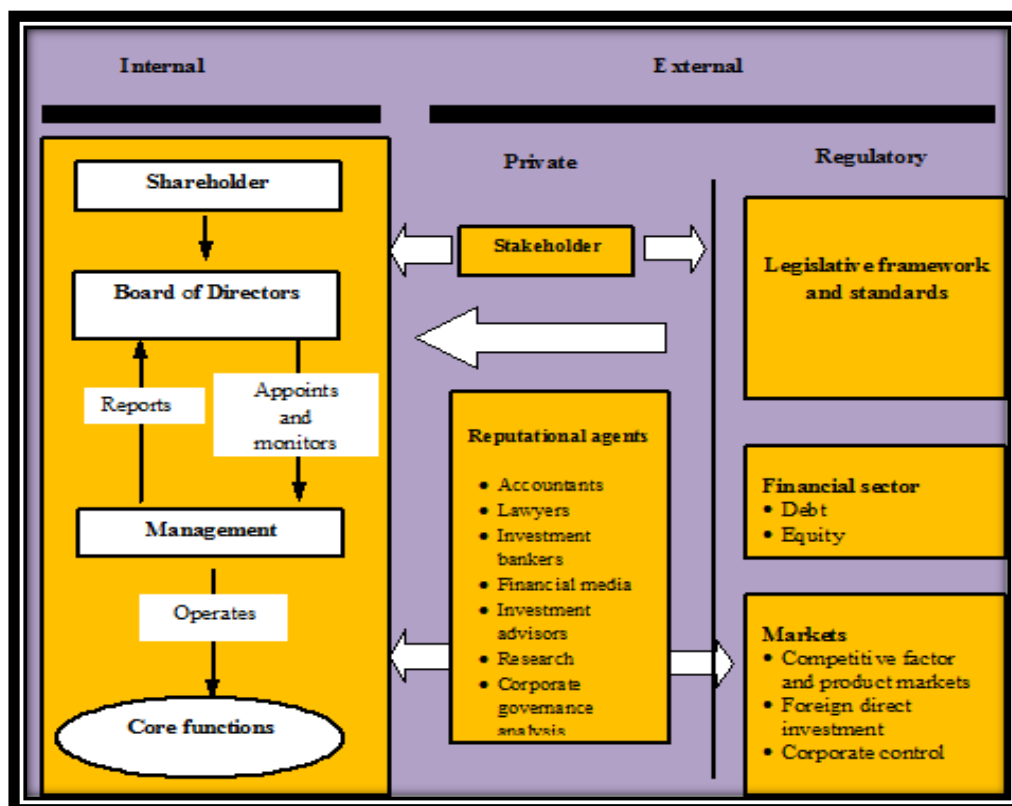 Internal
External
Private
Regulatory
Shareholder
Board of Directors
Reports
Appoints
and
monitors
Management
Operates
Core functions
Stakeholder
Reputational agents
• Accountants
• Lawyers
• Investment
bankers
• Financial media
• Investment
advisors
• Research
• Corporate
governance
analysis
Legislative framework
and standards
Financial sector
• Debt
• Equity
Markets
• Competitive factor
and product markets
• Foreign direct
investment
• Corporate control